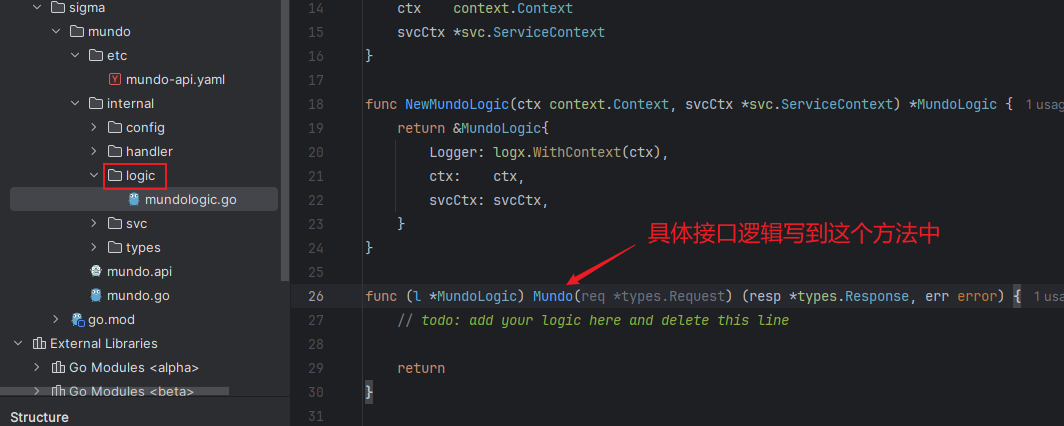 sigma
mundo
etc
mundo-api.yaml
internal
config
handler
logic
mundologic.go
svc
types
mundo.api
mundo.go
go.mod
External Libraries
Go Modules <alpha>
Go Modules <beta>
Structure
14 ctx context.Context
15 svcCtx *svc.ServiceContext
16 }
17
18 func NewMundoLogic(ctx context.Context, svcCtx *svc.ServiceContext) *MundoLogic { 1 usag
19 return &MundoLogic{
20 Logger: logx.WithContext(ctx),
21 ctx: ctx,
22 svcCtx: svcCtx,
23 }
具体接口逻辑写到这个方法中
24 }
25
26 func (l *MundoLogic) Mundo(req *types.Request) (resp *types.Response, err error) { 1 usa
27 // todo: add your logic here and delete this line
28
29 return
30 }
31